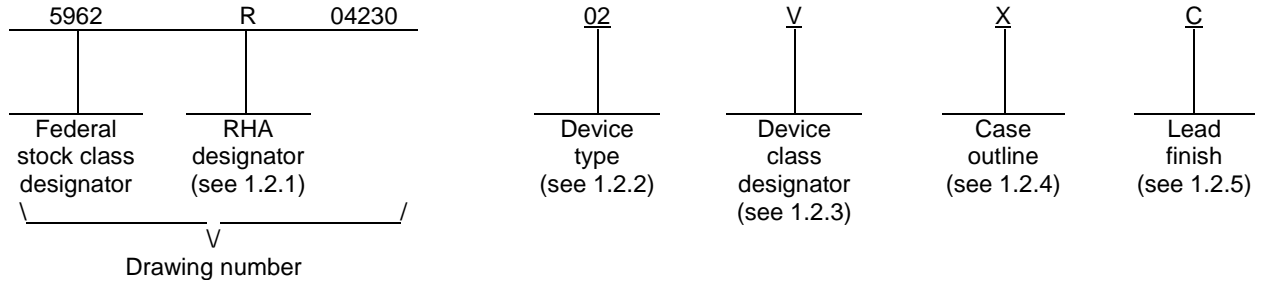 5962 R 04230 02 V X C
Federal stock class designator
RHA designator (see 1.2.1)
Device type (see 1.2.2)
Device class designator (see 1.2.3)
Case outline (see 1.2.4)
Lead finish (see 1.2.5)
\ /
\/
Drawing number